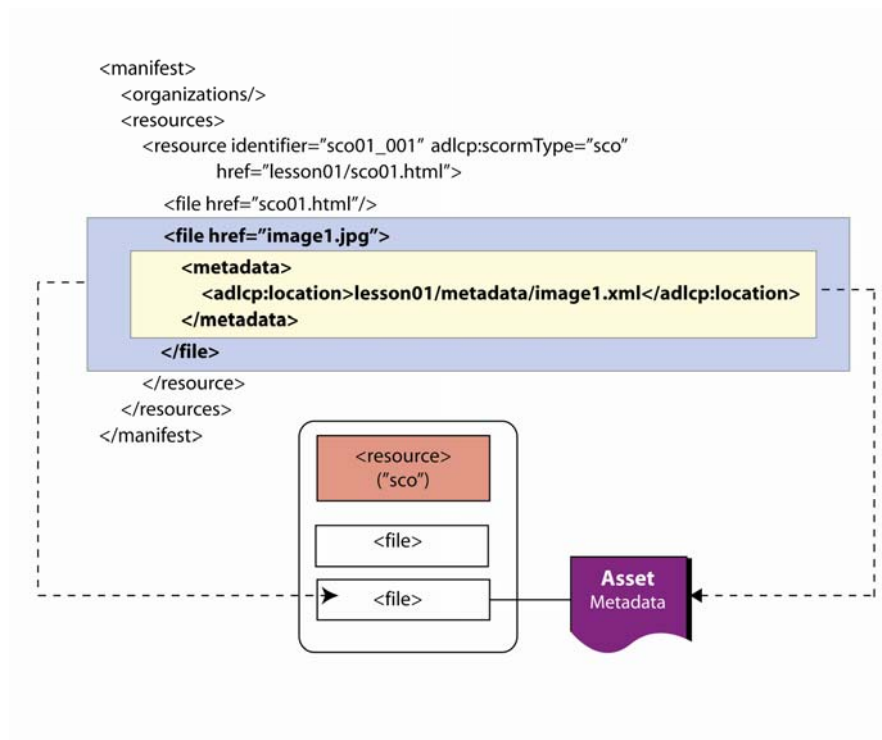 <manifest>
<organizations/>
<resources>
<resource identifier=”sco01_001” adlcp:scormType=”sco”
href=”lesson01/sco01.html”>
<file href=”sco01.html”/>
<file href=”image1.jpg”>
<metadata>
<adlcp:location>lesson01/metadata/image1.xml</adlcp:location>
</metadata>
</file>
</resource>
</resources>
</manifest>
<resource>
(”sco”)
<file>
<file>
Asset
Metadata